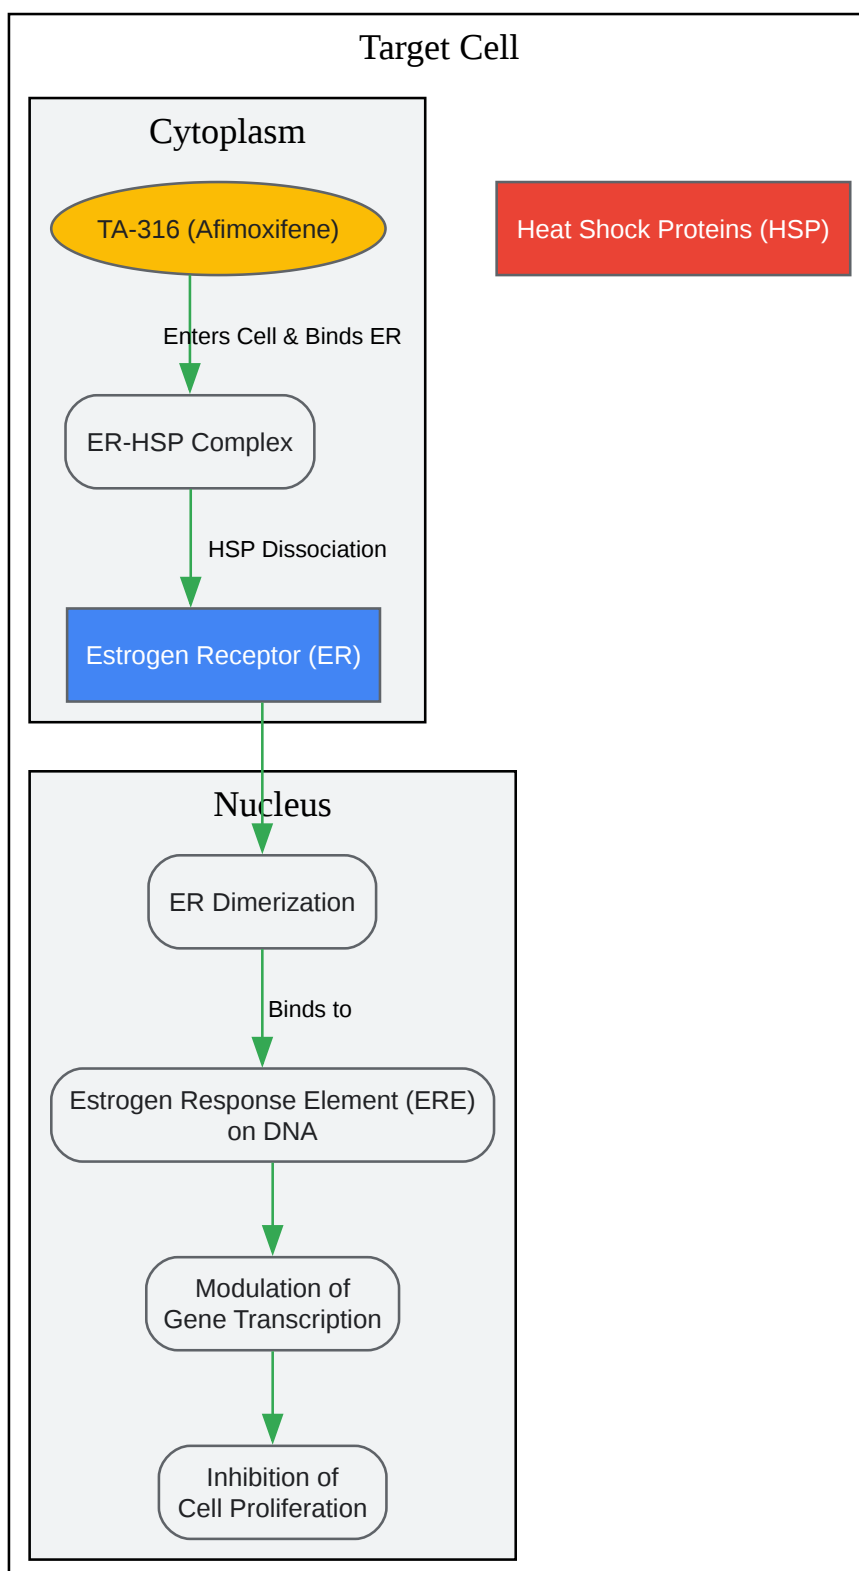 Target Cell
Cytoplasm
TA-316 (Afimoxifene)
Heat Shock Proteins (HSP)
Enters Cell & Binds ER
ER-HSP Complex
HSP Dissociation
Estrogen Receptor (ER)
Nucleus
ER Dimerization
Binds to
Estrogen Response Element (ERE)
on DNA
Modulation of
Gene Transcription
Inhibition of
Cell Proliferation